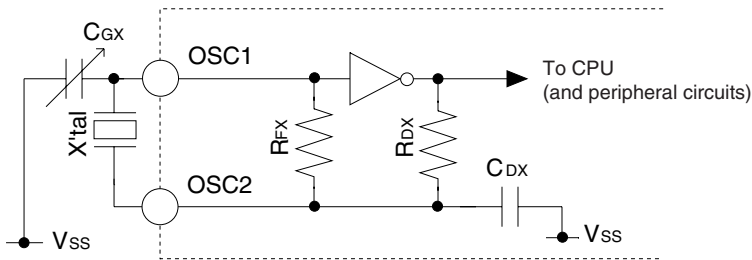 CGX
OSC1
To CPU
(and peripheral circuits)
X'tal
RFX
RDX
CDX
OSC2
VSS
VSS